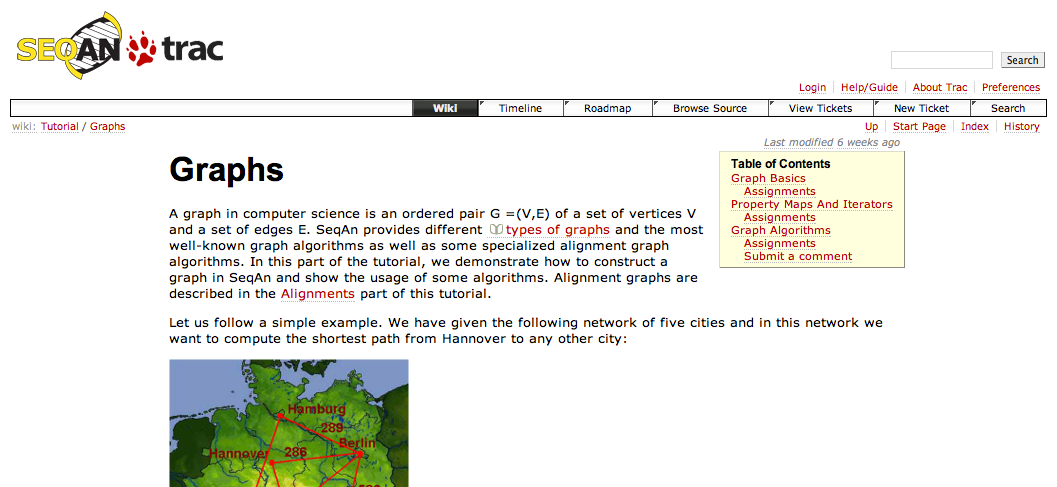 SEQAN trac
Search
Login Help/Guide About Trac Preferences
Wiki Timeline Roadmap Browse Source View Tickets New Ticket Search
wiki: Tutorial / Graphs Up Start Page Index History
Last modified 6 weeks ago
Graphs
A graph in computer science is an ordered pair G =(V,E) of a set of vertices V
and a set of edges E. SeqAn provides different types of graphs and the most
well-known graph algorithms as well as some specialized alignment graph
algorithms. In this part of the tutorial, we demonstrate how to construct a
graph in SeqAn and show the usage of some algorithms. Alignment graphs are
described in the Alignments part of this tutorial.
Table of Contents
Graph Basics
Assignments
Property Maps And Iterators
Assignments
Graph Algorithms
Assignments
Submit a comment
Let us follow a simple example. We have given the following network of five cities and in this network we
want to compute the shortest path from Hannover to any other city:
Hamburg
289
Berlin
Hannover 286